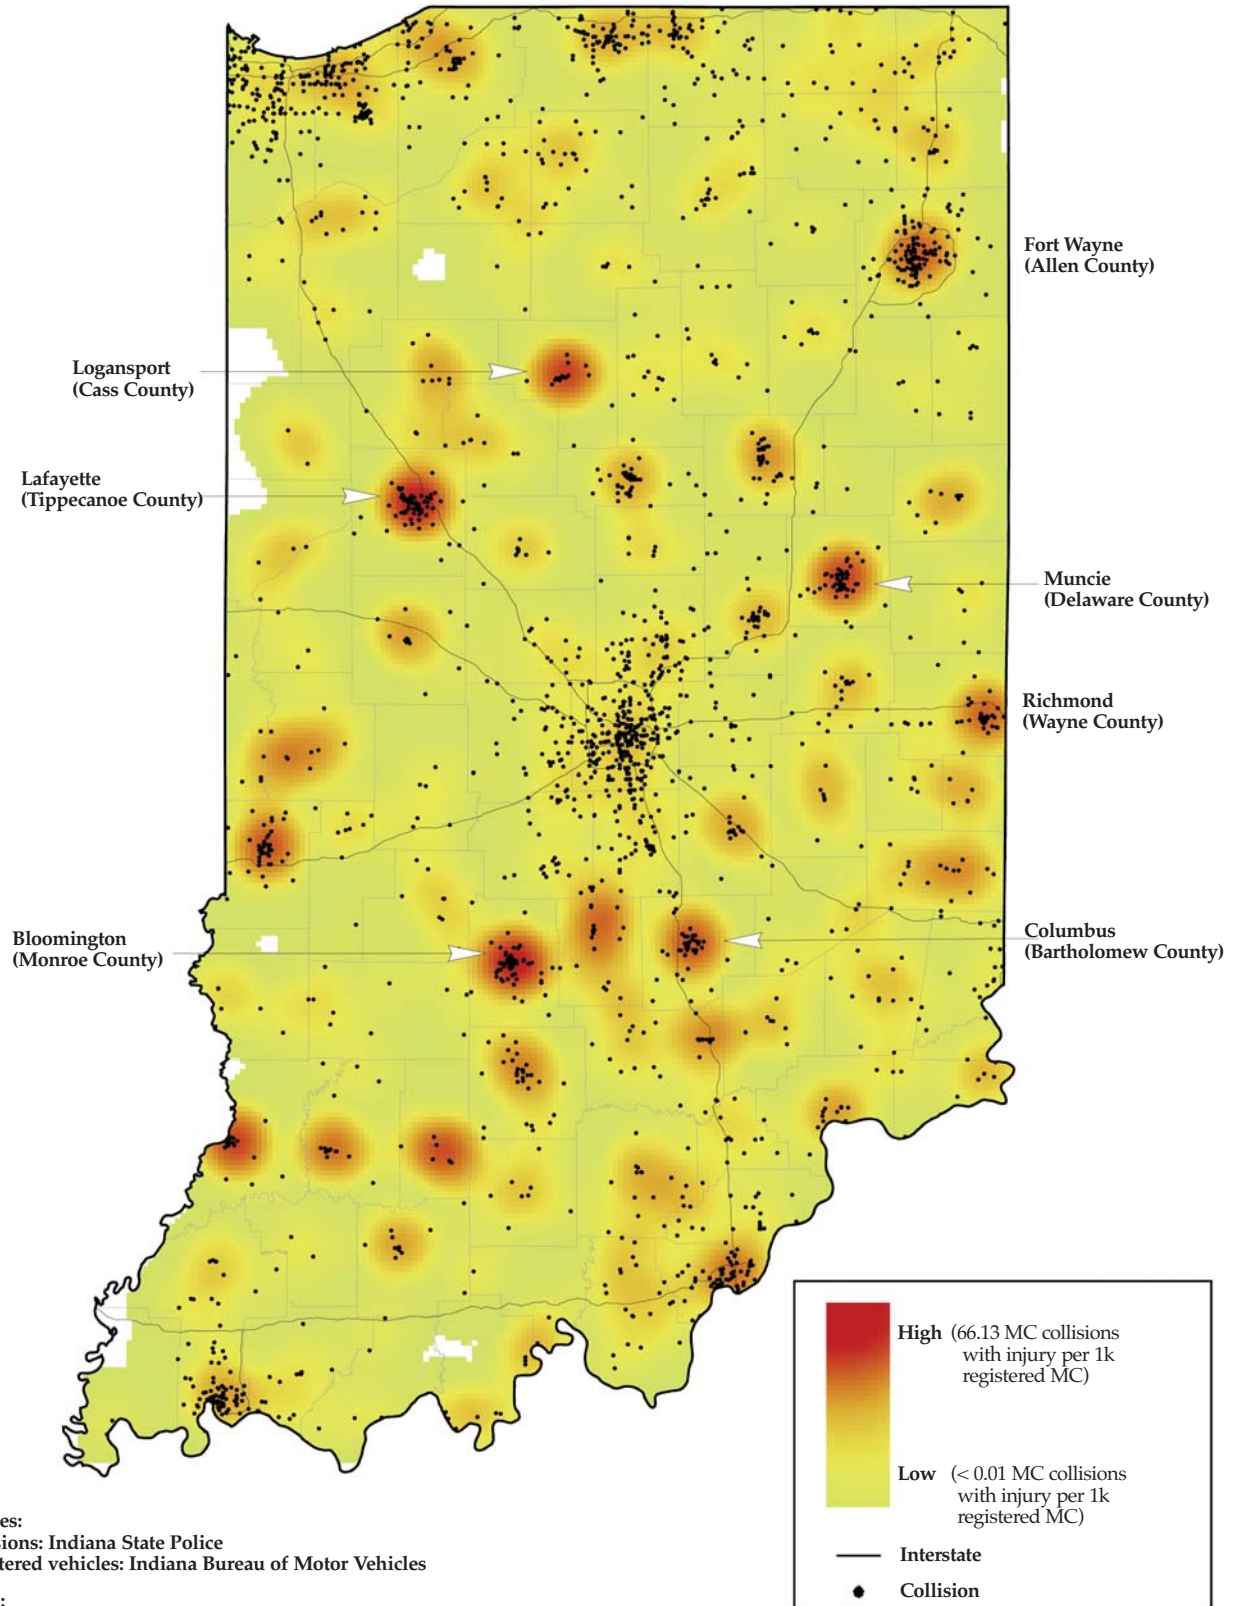 Fort Wayne
(Allen County)
Logansport
(Cass County)
Lafayette
(Tippecanoe County)
Muncie
(Delaware County)
Richmond
(Wayne County)
Bloomington
(Monroe County)
Columbus
(Bartholomew County)
High (66.13 MC collisions
with injury per 1k
registered MC)
Low (< 0.01 MC collisions
with injury per 1k
registered MC)
Interstate
Collision
es:
sions: Indiana State Police
tered vehicles: Indiana Bureau of Motor Vehicles
: